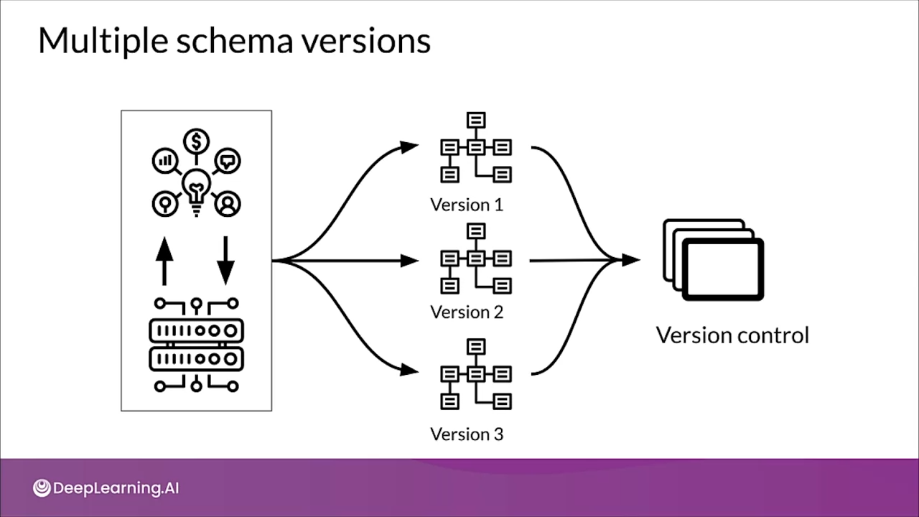 Multiple schema versions
$
Version 1
Version 2
Version 3
Version control
DeepLearning.AI